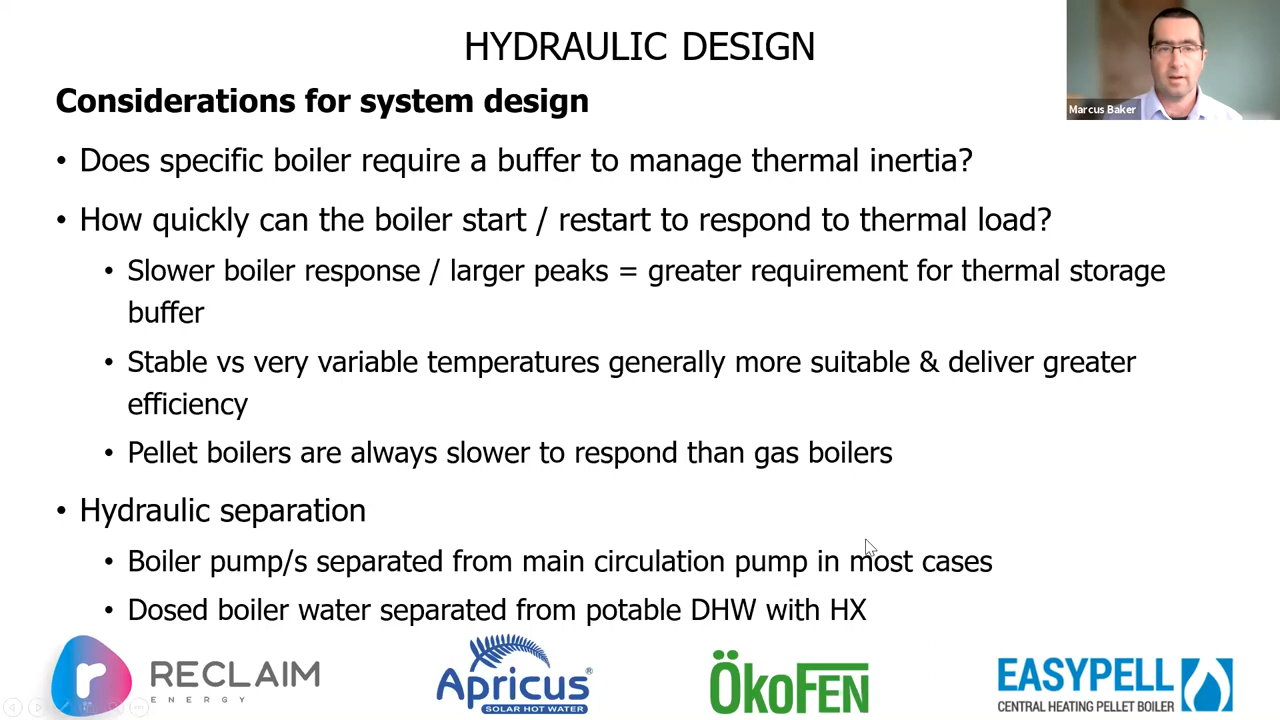 HYDRAULIC DESIGN
Marcus Baker
Considerations for system design
• Does specific boiler require a buffer to manage thermal inertia?
• How quickly can the boiler start / restart to respond to thermal load?
• Slower boiler response / larger peaks = greater requirement for thermal storage
buffer
• Stable vs very variable temperatures generally more suitable & deliver greater
efficiency
• Pellet boilers are always slower to respond than gas boilers
• Hydraulic separation
• Boiler pump/s separated from main circulation pump in most cases
• Dosed boiler water separated from potable DHW with HX
r RECLAIM
ENERGY
Apricus®
SOLAR HOT WATER
ÖKOFEN
EASYPELL
CENTRAL HEATING PELLET BOILER